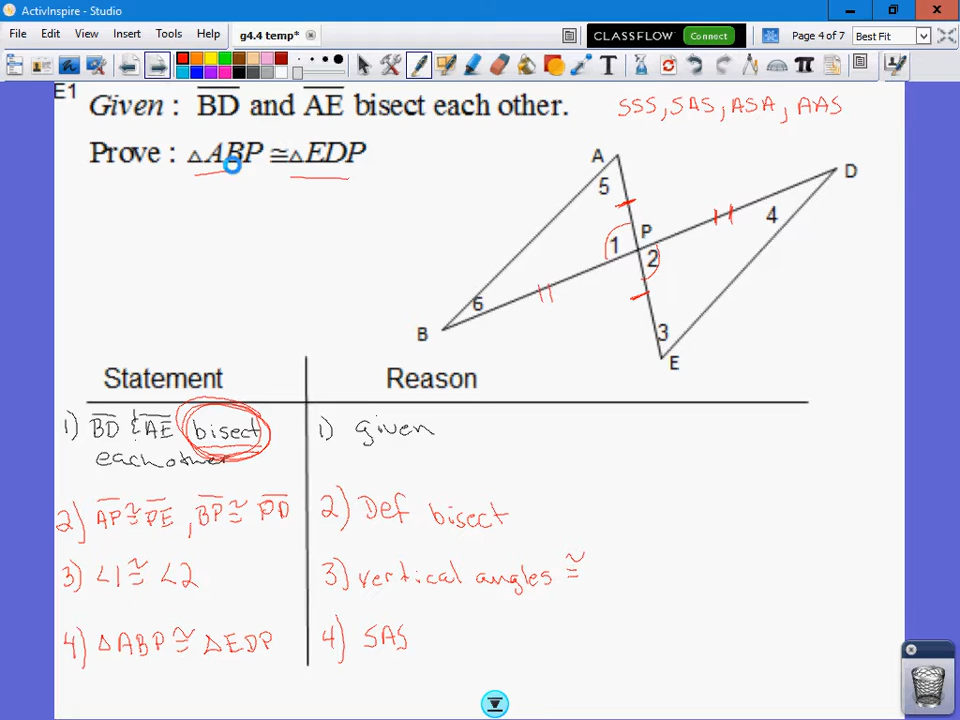 ActivInspire - Studio
File Edit View Insert Tools Help g4.4 temp* CLASSFLOW Connect Page 4 of 7 Best Fit
E1
Given : BD and AE bisect each other.
SSS, SAS, ASA, AAS
Prove : △ABP ≅ △EDP
A
D
5
4
P
1
2
6
B
3
E
Statement Reason
1) BD & AE bisect 1) given
each other
2) AP ≅ PE, BP ≅ PD 2) Def bisect
3) ∠1 ≅ ∠2 3) vertical angles ≅
4) △ABP ≅ △EDP 4) SAS